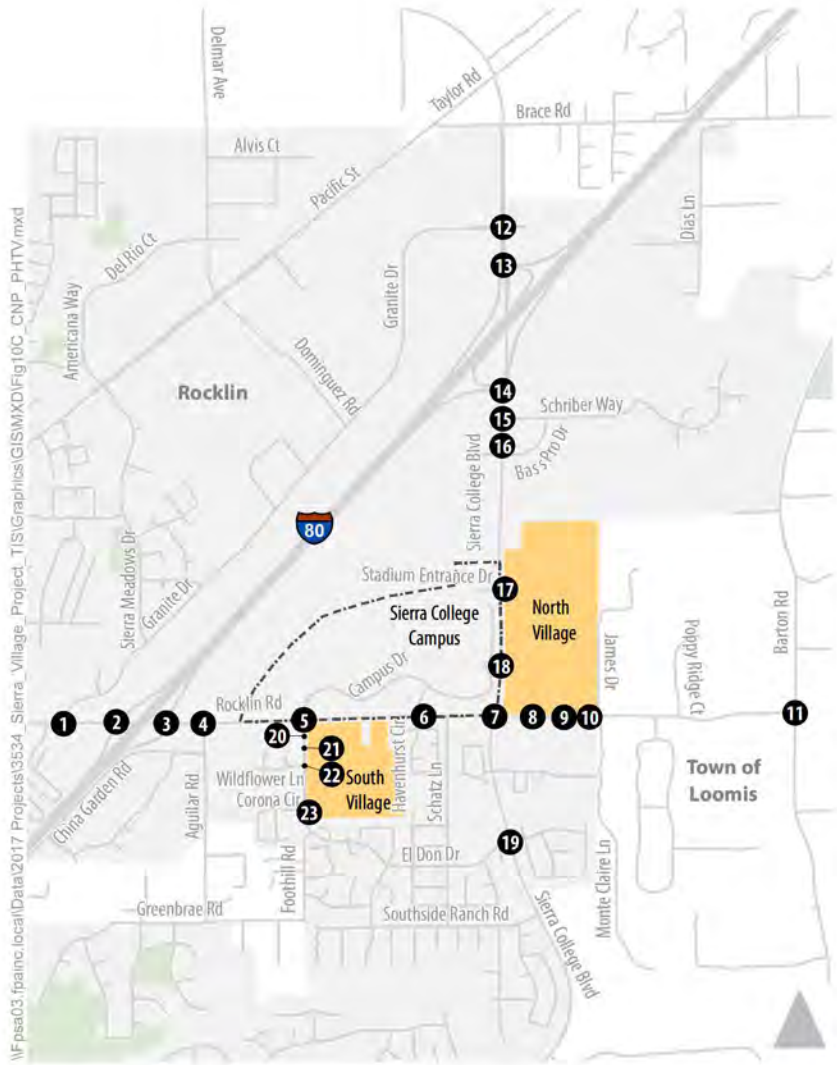 Delmar Ave
Taylor Rd
Brace Rd
Alvis Ct
Pacific St
Dias Ln
12
Del Rio Ct
13
Granite Dr
Americana Way
Rocklin
Dominguez Rd
14
15
Schriber Way
16
Bass Pro Dr
Sierra College Blvd
80
Sierra Meadows Dr
Granite Dr
Stadium Entrance Dr
17
Sierra College
Campus
North
Village
James Dr
Poppy Ridge Ct
Barton Rd
18
Campus Dr
Rocklin Rd
1
2
3
4
5
6
7
8
9
10
11
20
21
22
Wildflower Ln
Corona Cir
South
Village
Havenhurst Cir
Schatz Ln
Town of
Loomis
China Garden Rd
Aguilar Rd
23
Foothill Rd
El Don Dr
19
Monte Claire Ln
Greenbrae Rd
Southside Ranch Rd
Sierra College Blvd
\\Fpsa03.fpainc.local\Data\2017 Projects\3534_Sierra_Village_Project_TIS\Graphics\GIS\MXD\Fig10C_CNP_PHTV.mxd